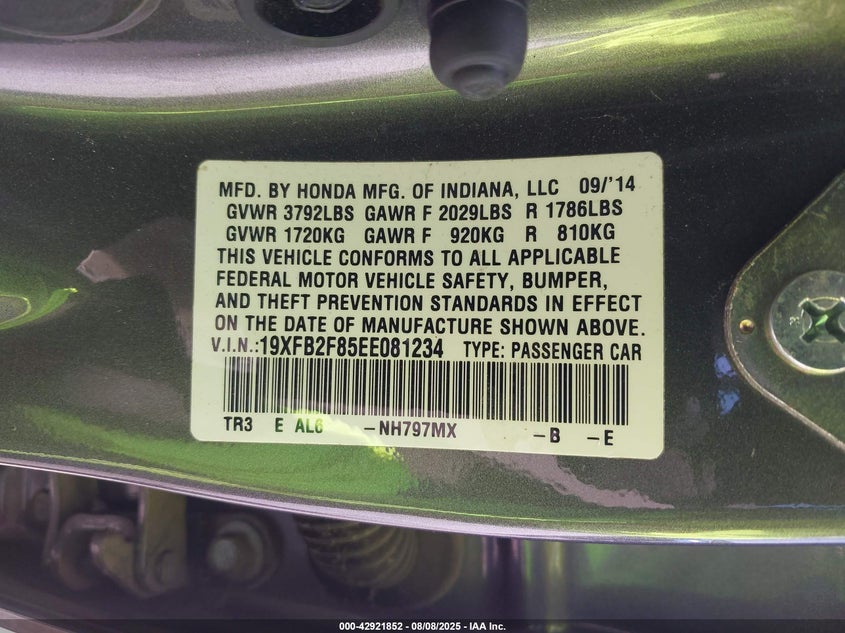 MFD. BY HONDA MFG. OF INDIANA, LLC 09/'14
GVWR 3792LBS GAWR F 2029LBS R 1786LBS
GVWR 1720KG GAWR F 920KG R 810KG
THIS VEHICLE CONFORMS TO ALL APPLICABLE
FEDERAL MOTOR VEHICLE SAFETY, BUMPER,
AND THEFT PREVENTION STANDARDS IN EFFECT
ON THE DATE OF MANUFACTURE SHOWN ABOVE.
V.I.N.:19XFB2F85EE081234 TYPE: PASSENGER CAR
TR3 E AL6 -NH797MX -B -E
000-42921852 - 08/08/2025 - IAA Inc.